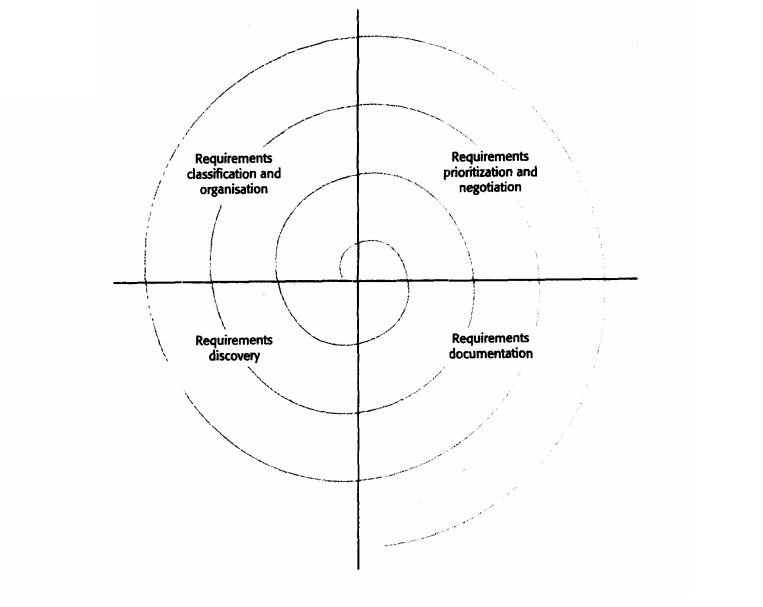 Requirements
classification and
organisation
Requirements
prioritization and
negotiation
Requirements
discovery
Requirements
documentation